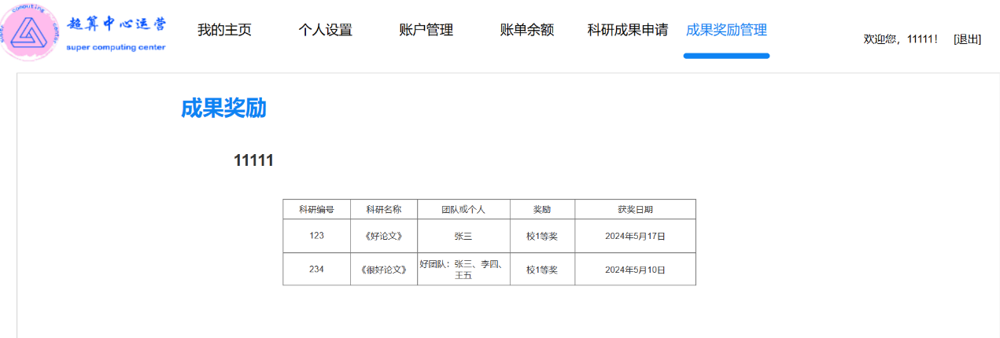 computing
super
center
超算中心运营
super computing center
我的主页 个人设置 账户管理 账单余额 科研成果申请 成果奖励管理
欢迎您，11111！ [退出]
成果奖励
11111
科研编号 科研名称 团队或个人 奖励 获奖日期
123 《好论文》 张三 校1等奖 2024年5月17日
234 《很好论文》 好团队：张三、李四、
王五 校1等奖 2024年5月10日